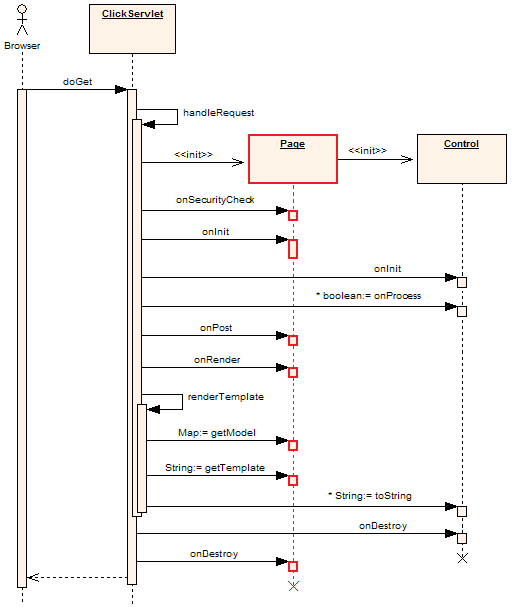 ClickServlet
Browser
doGet
handleRequest
<<init>>
Page
<<init>>
Control
onSecurityCheck
onInit
onInit
* boolean:= onProcess
onPost
onRender
renderTemplate
Map:= getModel
String:= getTemplate
* String:= toString
onDestroy
onDestroy